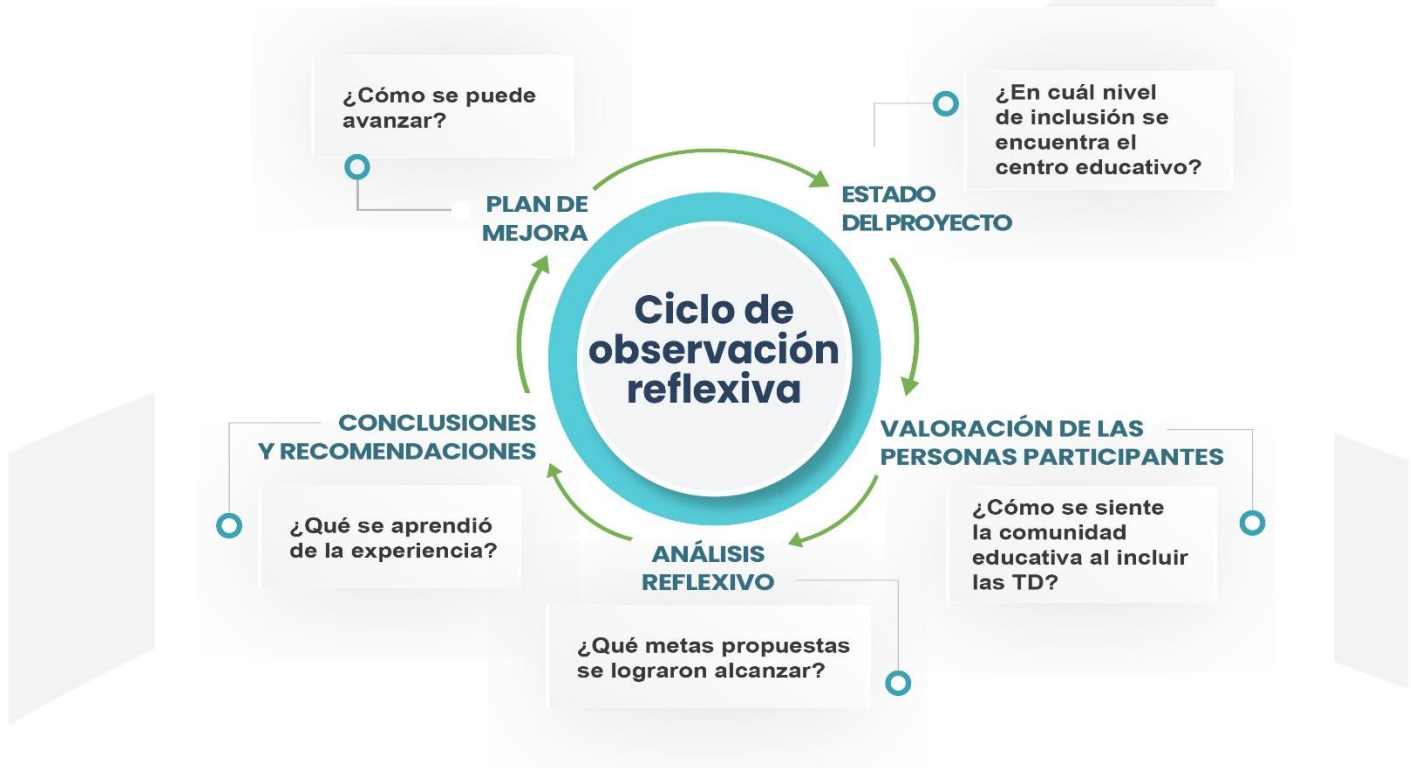 ¿Cómo se puede
avanzar?
¿En cuál nivel
de inclusión se
encuentra el
centro educativo?
PLAN DE
MEJORA
ESTADO
DEL PROYECTO
Ciclo de
observación
reflexiva
CONCLUSIONES
Y RECOMENDACIONES
VALORACIÓN DE LAS
PERSONAS PARTICIPANTES
¿Qué se aprendió
de la experiencia?
¿Cómo se siente
la comunidad
educativa al incluir
las TD?
ANÁLISIS
REFLEXIVO
¿Qué metas propuestas
se lograron alcanzar?